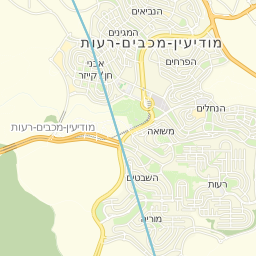 הנביאים
המגינים
מודיעין-מכבים-רעות
אבני
חן / קייזר
הפרחים
הנחלים
מודיעין-מכבים-רעות
משואה
השבטים
רעות
מוריה